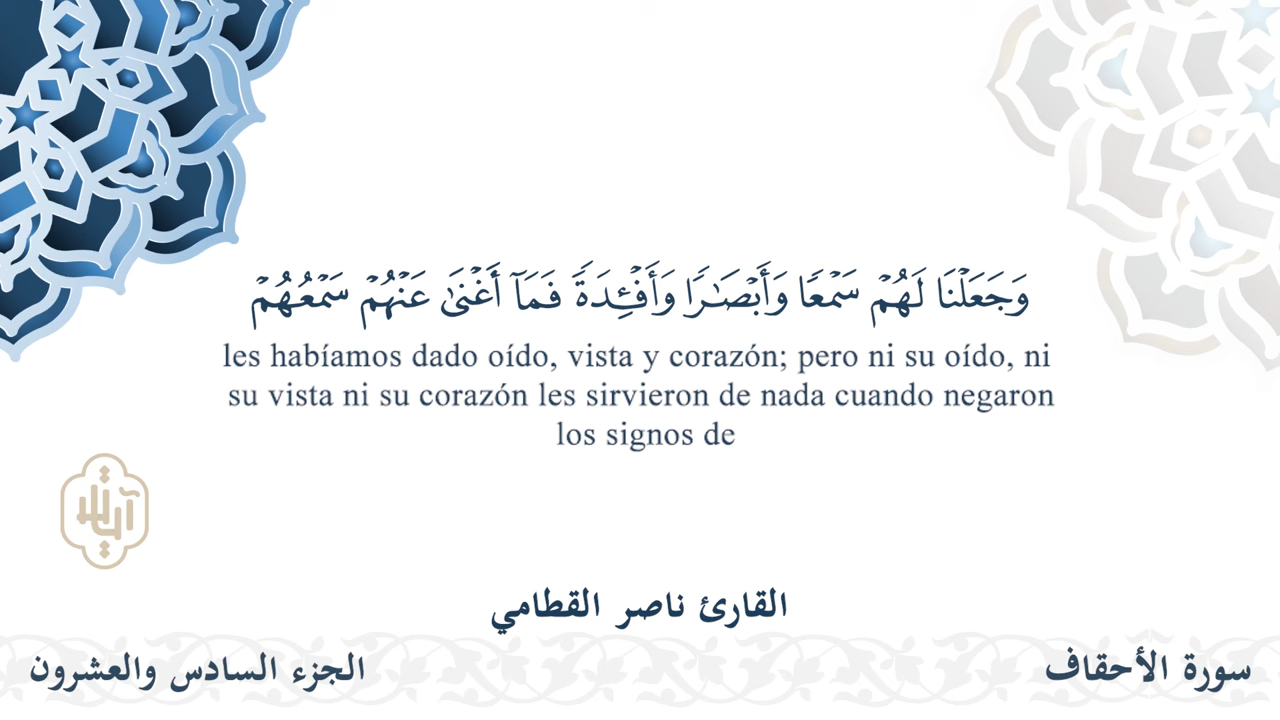 وَجَعَلْنَا لَهُمْ سَمْعًا وَأَبْصَـٰرًا وَأَفْـِٔدَةً فَمَآ أَغْنَىٰ عَنْهُمْ سَمْعُهُمْ
les habíamos dado oído, vista y corazón; pero ni su oído, ni
su vista ni su corazón les sirvieron de nada cuando negaron
los signos de
القارئ ناصر القطامي
سورة الأحقاف
الجزء السادس والعشرون